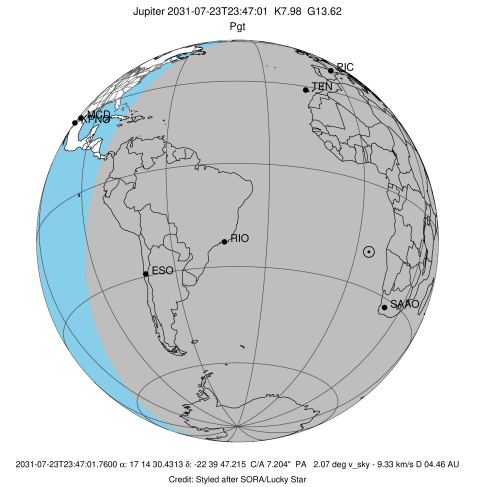 Jupiter 2031-07-23T23:47:01 K7.98 G13.62
Pgt
PIC
TEN
MCD
KPNO
RIO
ESO
SAAO
2031-07-23T23:47:01.7600 α: 17 14 30.4313 δ: -22 39 47.215 C/A 7.204" PA 2.07 deg v_sky - 9.33 km/s D 04.46 AU
Credit: Styled after SORA/Lucky Star